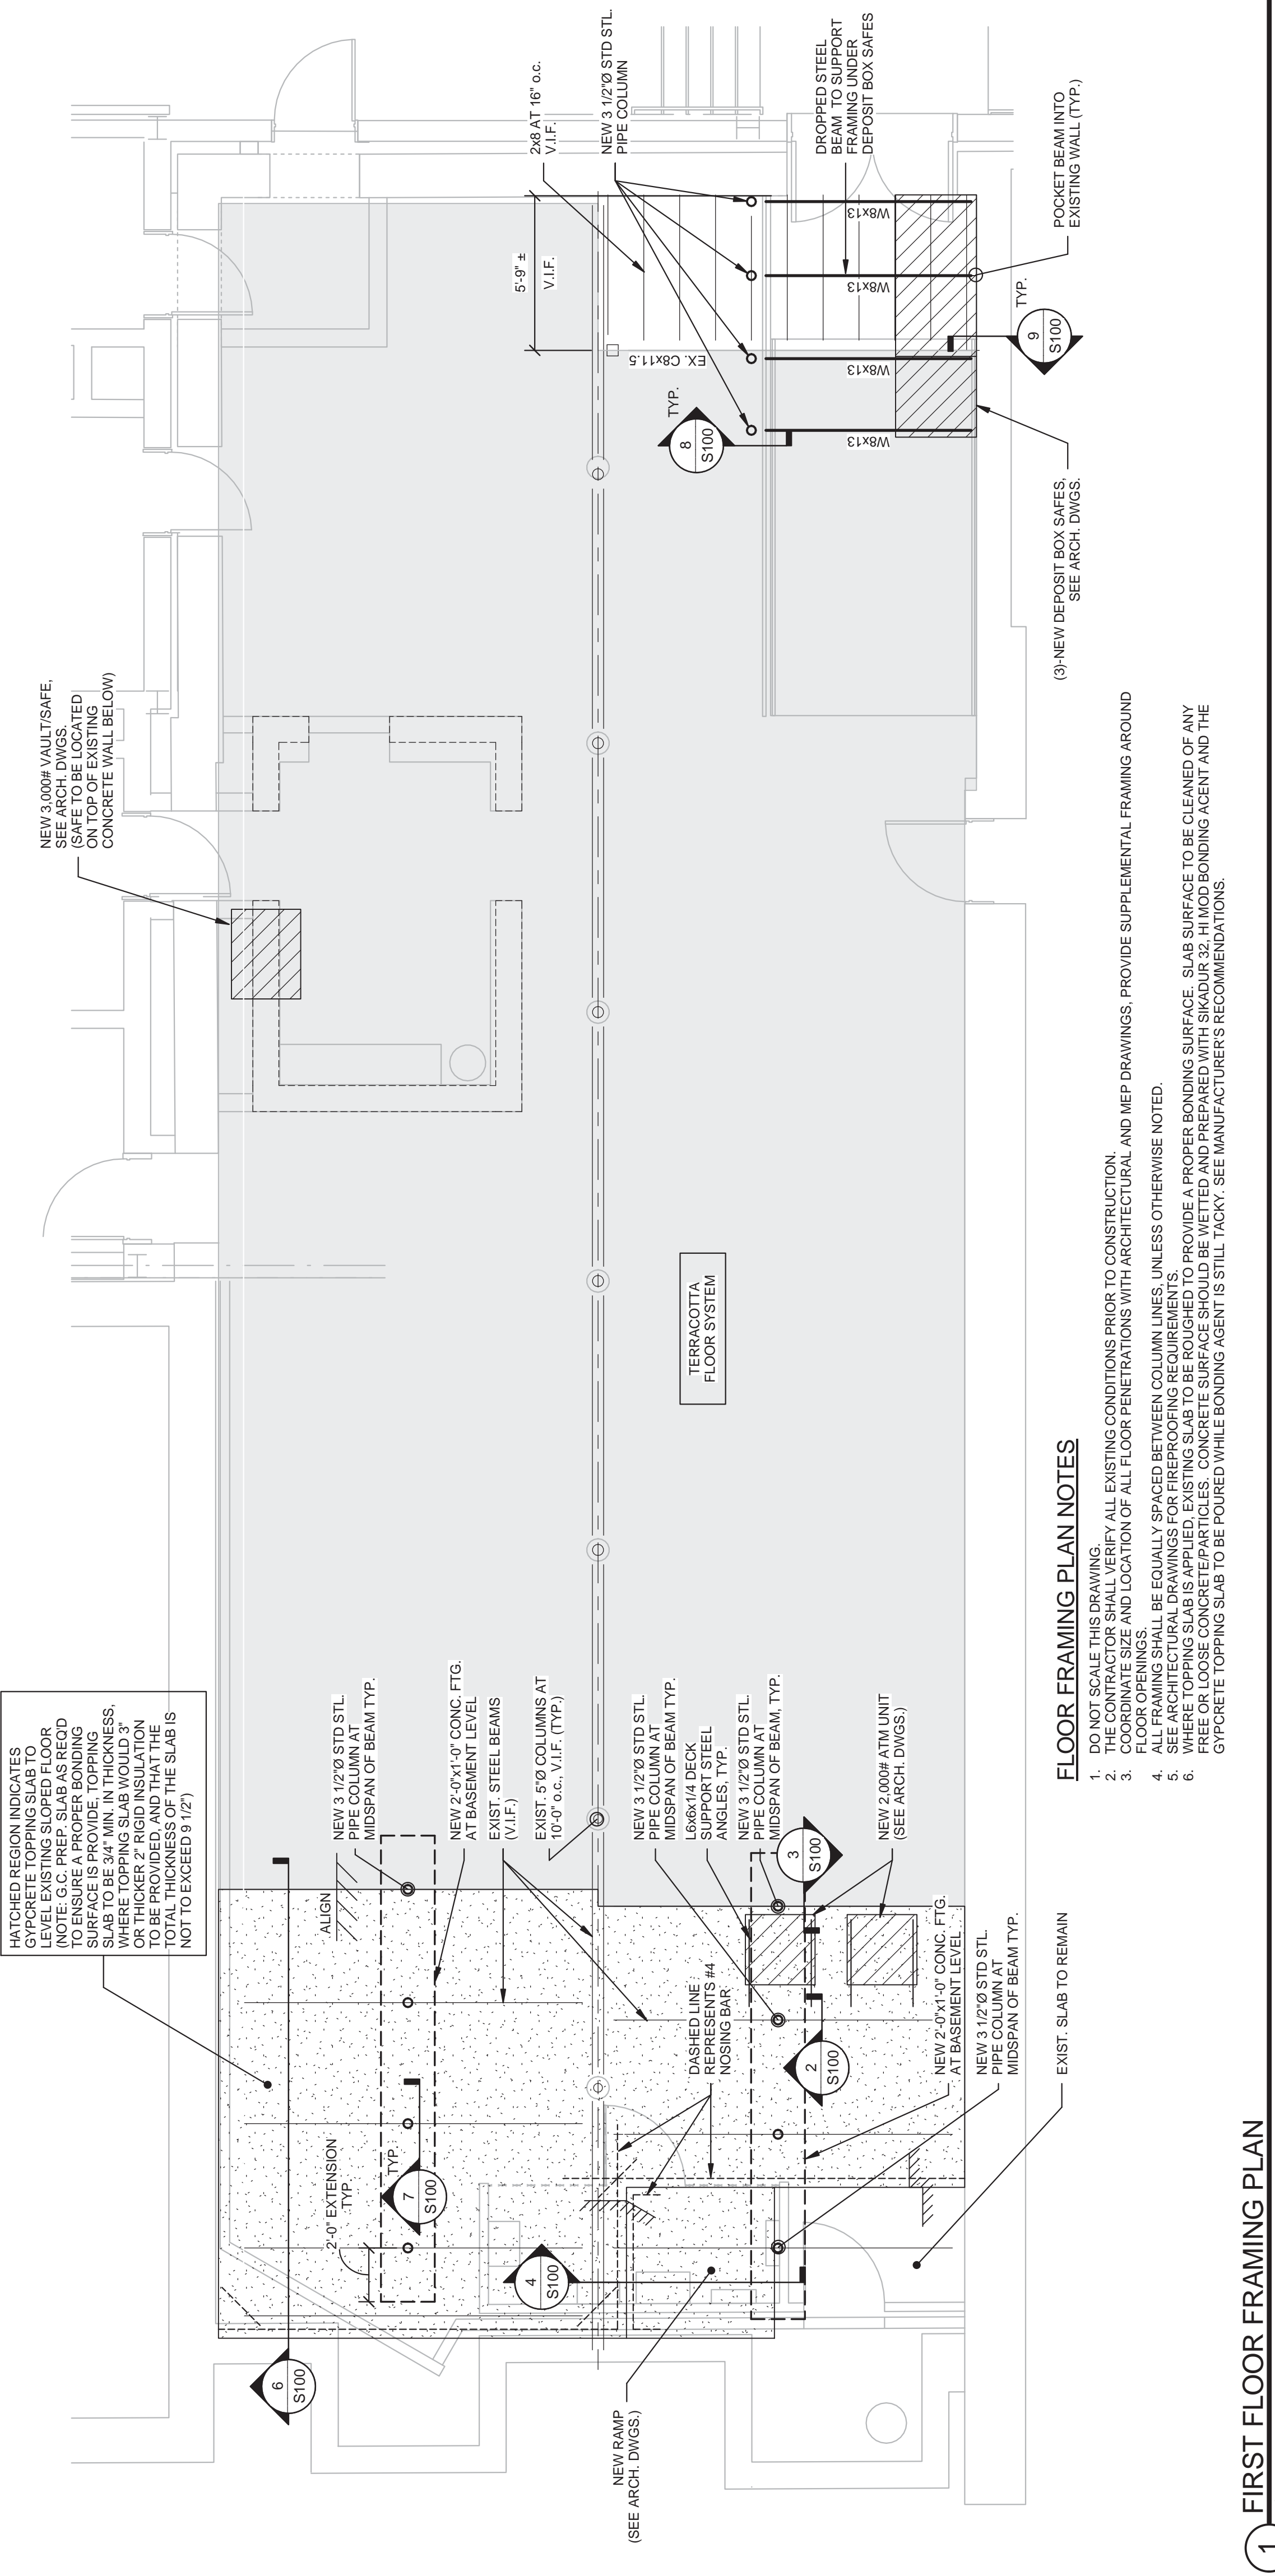 HATCHED REGION INDICATES
GYPCRETE TOPPING SLAB TO
LEVEL EXISTING SLOPED FLOOR
(NOTE: G.C. PREP. SLAB AS REQ'D
TO ENSURE A PROPER BONDING
SURFACE IS PROVIDE, TOPPING
SLAB TO BE 3/4" MIN. IN THICKNESS,
WHERE TOPPING SLAB WOULD 3"
OR THICKER 2" RIGID INSULATION
TO BE PROVIDED, AND THAT THE
TOTAL THICKNESS OF THE SLAB IS
NOT TO EXCEED 9 1/2")
NEW 3,000# VAULT/SAFE,
SEE ARCH. DWGS.
(SAFE TO BE LOCATED
ON TOP OF EXISTING
CONCRETE WALL BELOW)
6
S100
2'-0" EXTENSION
TYP.
TYP.
7
S100
ALIGN
NEW 3 1/2"Ø STD STL.
PIPE COLUMN AT
MIDSPAN OF BEAM TYP.
NEW 2'-0"x1'-0" CONC. FTG.
AT BASEMENT LEVEL
EXIST. STEEL BEAMS
(V.I.F.)
EXIST. 5"Ø COLUMNS AT
10'-0" o.c., V.I.F. (TYP.)
4
S100
5'-9" ±
V.I.F.
2x8 AT 16" o.c.
V.I.F.
NEW 3 1/2"Ø STD STL.
PIPE COLUMN
NEW RAMP
(SEE ARCH. DWGS.)
DASHED LINE
REPRESENTS #4
NOSING BAR
NEW 3 1/2"Ø STD STL.
PIPE COLUMN AT
MIDSPAN OF BEAM TYP.
L6x6x1/4 DECK
SUPPORT STEEL
ANGLES, TYP.
NEW 3 1/2"Ø STD STL.
PIPE COLUMN AT
MIDSPAN OF BEAM, TYP.
TERRACOTTA
FLOOR SYSTEM
EX. C8x11.5
TYP.
8
S100
2
S100
3
S100
NEW 2,000# ATM UNIT
(SEE ARCH. DWGS.)
W8x13
W8x13
W8x13
W8x13
DROPPED STEEL
BEAM TO SUPPORT
FRAMING UNDER
DEPOSIT BOX SAFES
NEW 2'-0"x1'-0" CONC. FTG.
AT BASEMENT LEVEL
NEW 3 1/2"Ø STD STL.
PIPE COLUMN AT
MIDSPAN OF BEAM TYP.
EXIST. SLAB TO REMAIN
TYP.
9
S100
POCKET BEAM INTO
EXISTING WALL (TYP.)
(3)-NEW DEPOSIT BOX SAFES,
SEE ARCH. DWGS.
FLOOR FRAMING PLAN NOTES
1. DO NOT SCALE THIS DRAWING.
2. THE CONTRACTOR SHALL VERIFY ALL EXISTING CONDITIONS PRIOR TO CONSTRUCTION.
3. COORDINATE SIZE AND LOCATION OF ALL FLOOR PENETRATIONS WITH ARCHITECTURAL AND MEP DRAWINGS, PROVIDE SUPPLEMENTAL FRAMING AROUND
FLOOR OPENINGS.
4. ALL FRAMING SHALL BE EQUALLY SPACED BETWEEN COLUMN LINES, UNLESS OTHERWISE NOTED.
5. SEE ARCHITECTURAL DRAWINGS FOR FIREPROOFING REQUIREMENTS.
6. WHERE TOPPING SLAB IS APPLIED, EXISTING SLAB TO BE ROUGHED TO PROVIDE A PROPER BONDING SURFACE. SLAB SURFACE TO BE CLEANED OF ANY
FREE OR LOOSE CONCRETE/PARTICLES. CONCRETE SURFACE SHOULD BE WETTED AND PREPARED WITH SIKADUR 32, HI MOD BONDING ACENT AND THE
GYPCRETE TOPPING SLAB TO BE POURED WHILE BONDING AGENT IS STILL TACKY. SEE MANUFACTURER'S RECOMMENDATIONS.
1 FIRST FLOOR FRAMING PLAN